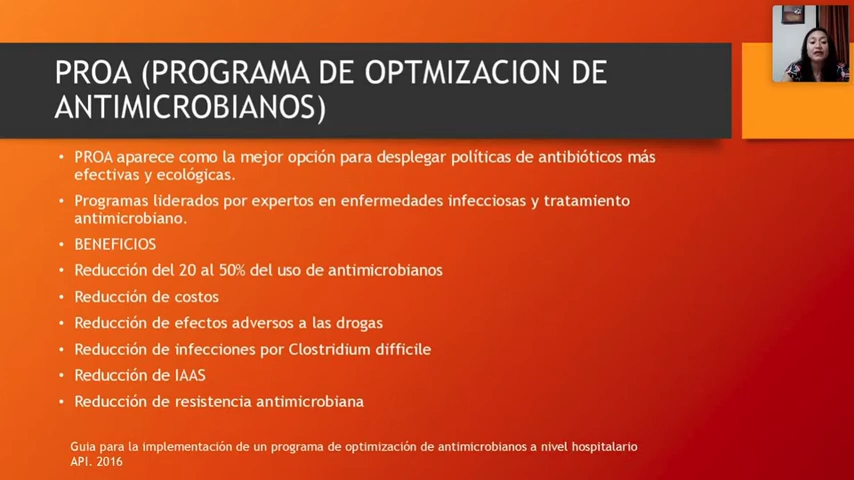 PROA (PROGRAMA DE OPTMIZACION DE
ANTIMICROBIANOS)
• PROA aparece como la mejor opción para desplegar políticas de antibióticos más
efectivas y ecológicas.
• Programas liderados por expertos en enfermedades infecciosas y tratamiento
antimicrobiano.
• BENEFICIOS
• Reducción del 20 al 50% del uso de antimicrobianos
• Reducción de costos
• Reducción de efectos adversos a las drogas
• Reducción de infecciones por Clostridium difficile
• Reducción de IAAS
• Reducción de resistencia antimicrobiana
Guia para la implementación de un programa de optimización de antimicrobianos a nivel hospitalario
API. 2016